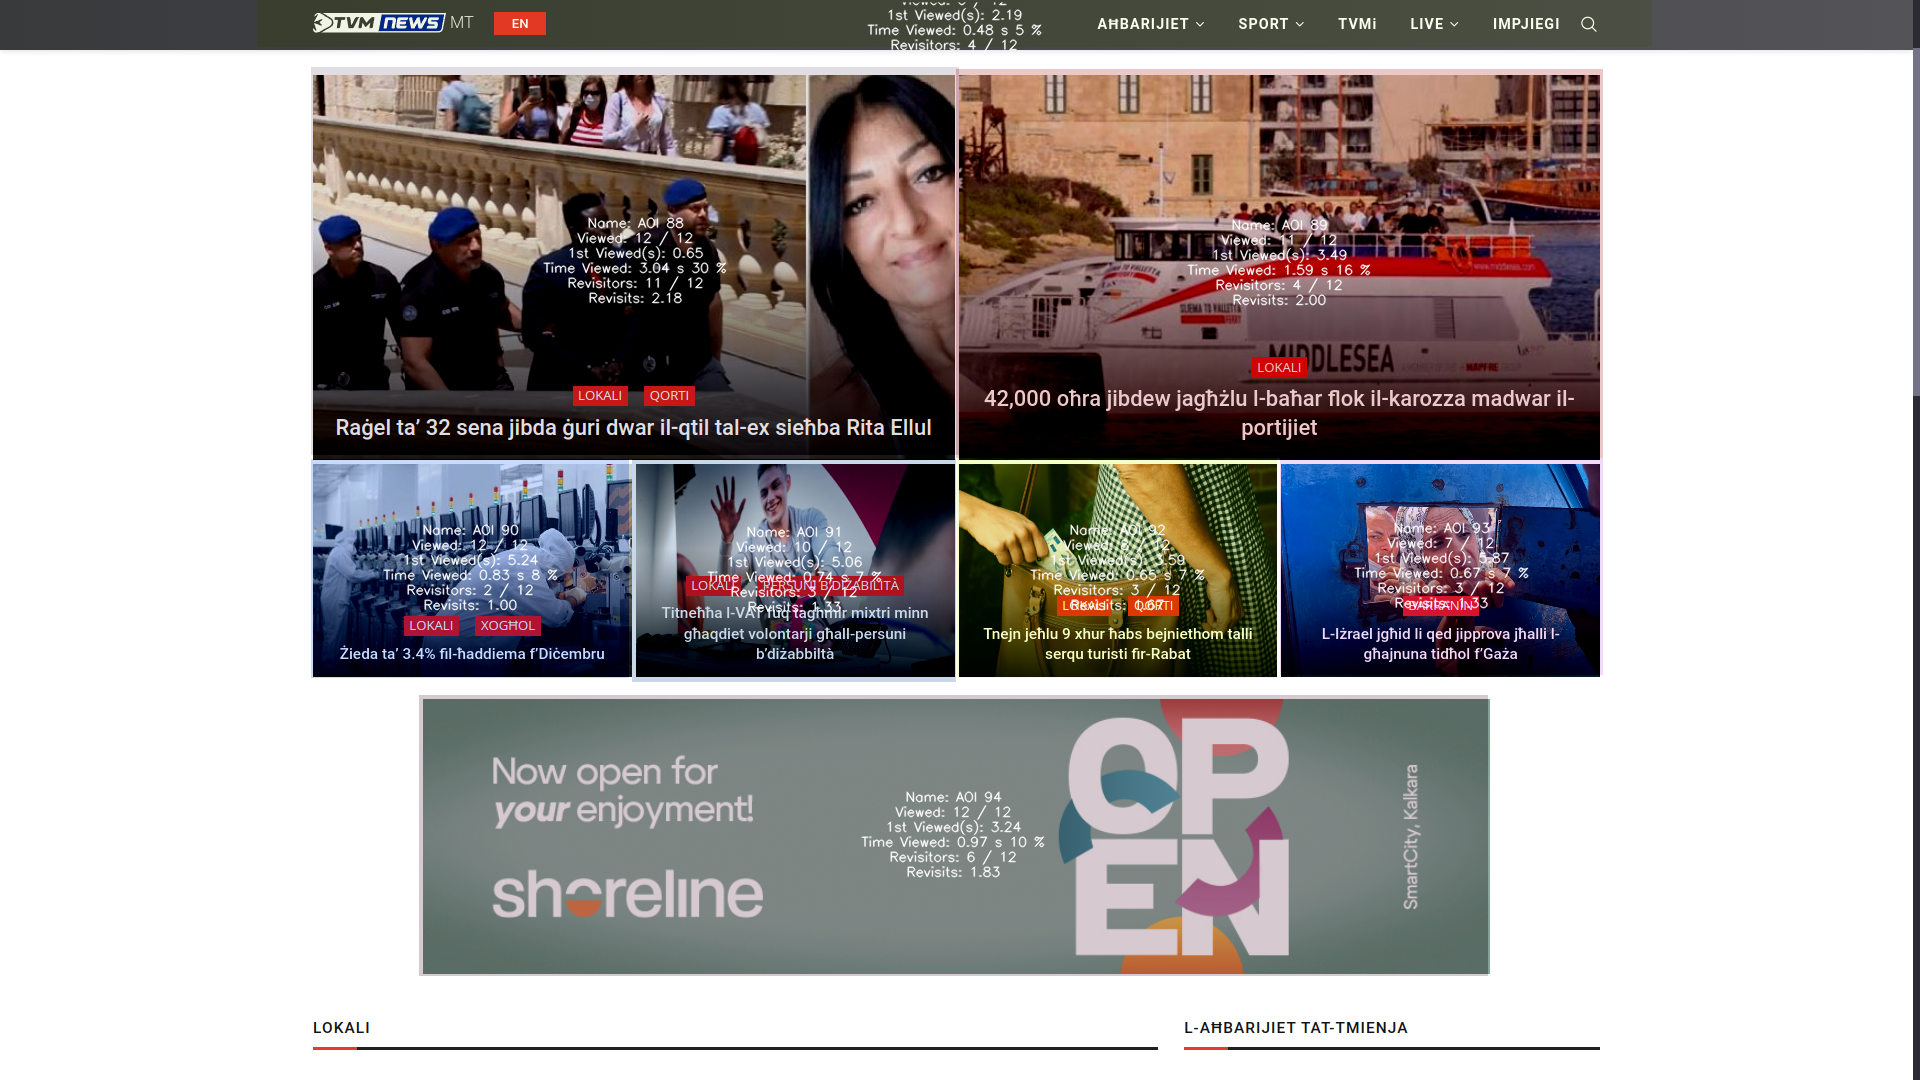 TVM NEWS MT
EN
1st Viewed(s): 2.19
Time Viewed: 0.48 s 5 %
Revisitors: 4 / 12
AĦBARIJIET
SPORT
TVMi
LIVE
IMPJIEGI
Name: AOI 88
Viewed: 12 / 12
1st Viewed(s): 0.65
Time Viewed: 3.04 s 30 %
Revisitors: 11 / 12
Revisits: 2.18
LOKALI QORTI
Raġel ta’ 32 sena jibda ġuri dwar il-qtil tal-ex sieħba Rita Ellul
Name: AOI 89
Viewed: 11 / 12
1st Viewed(s): 3.49
Time Viewed: 1.59 s 16 %
Revisitors: 4 / 12
Revisits: 2.00
SLIEMA TO VALLETTA
FERRY
www.middlesea.com
MIDDLESEA
MAPFRE
LOKALI
42,000 oħra jibdew jagħżlu l-baħar flok il-karozza madwar il-
portijiet
Name: AOI 90
Viewed: 12 / 12
1st Viewed(s): 5.24
Time Viewed: 0.83 s 8 %
Revisitors: 2 / 12
Revisits: 1.00
LOKALI XOGĦOL
Żieda ta’ 3.4% fil-ħaddiema f’Diċembru
Name: AOI 91
Viewed: 10 / 12
1st Viewed(s): 5.06
Time Viewed: 0.74 s 7 %
LOKALI PERSUNI B'DIŻABILITÀ
Revisitors: 3 / 12
Revisits: 1.33
Titneħħa l-VAT fuq tagħmir mixtri minn
għaqdiet volontarji għall-persuni
b’diżabbiltà
Name: AOI 92
Viewed: / 12
1st Viewed(s): 3.59
Time Viewed: 0.65 s 7 %
Revisitors: 3 / 12
Revisits: 0.67
LOKALI QORTI
Tnejn jeħlu 9 xhur ħabs bejniethom talli
serqu turisti fir-Rabat
Name: AOI 93
Viewed: 7 / 12
1st Viewed(s): 5.87
Time Viewed: 0.67 s 7 %
Revisitors: 3 / 12
Revisits: 1.33
BARRANIN
L-Iżrael jgħid li qed jipprova jħalli l-
għajnuna tidħol f’Gaża
Now open for
your enjoyment!
shoreline
Name: AOI 94
Viewed: 12 / 12
1st Viewed(s): 3.24
Time Viewed: 0.97 s 10 %
Revisitors: 6 / 12
Revisits: 1.83
OPEN
SmartCity, Kalkara
LOKALI
L-AĦBARIJIET TAT-TMIENJA